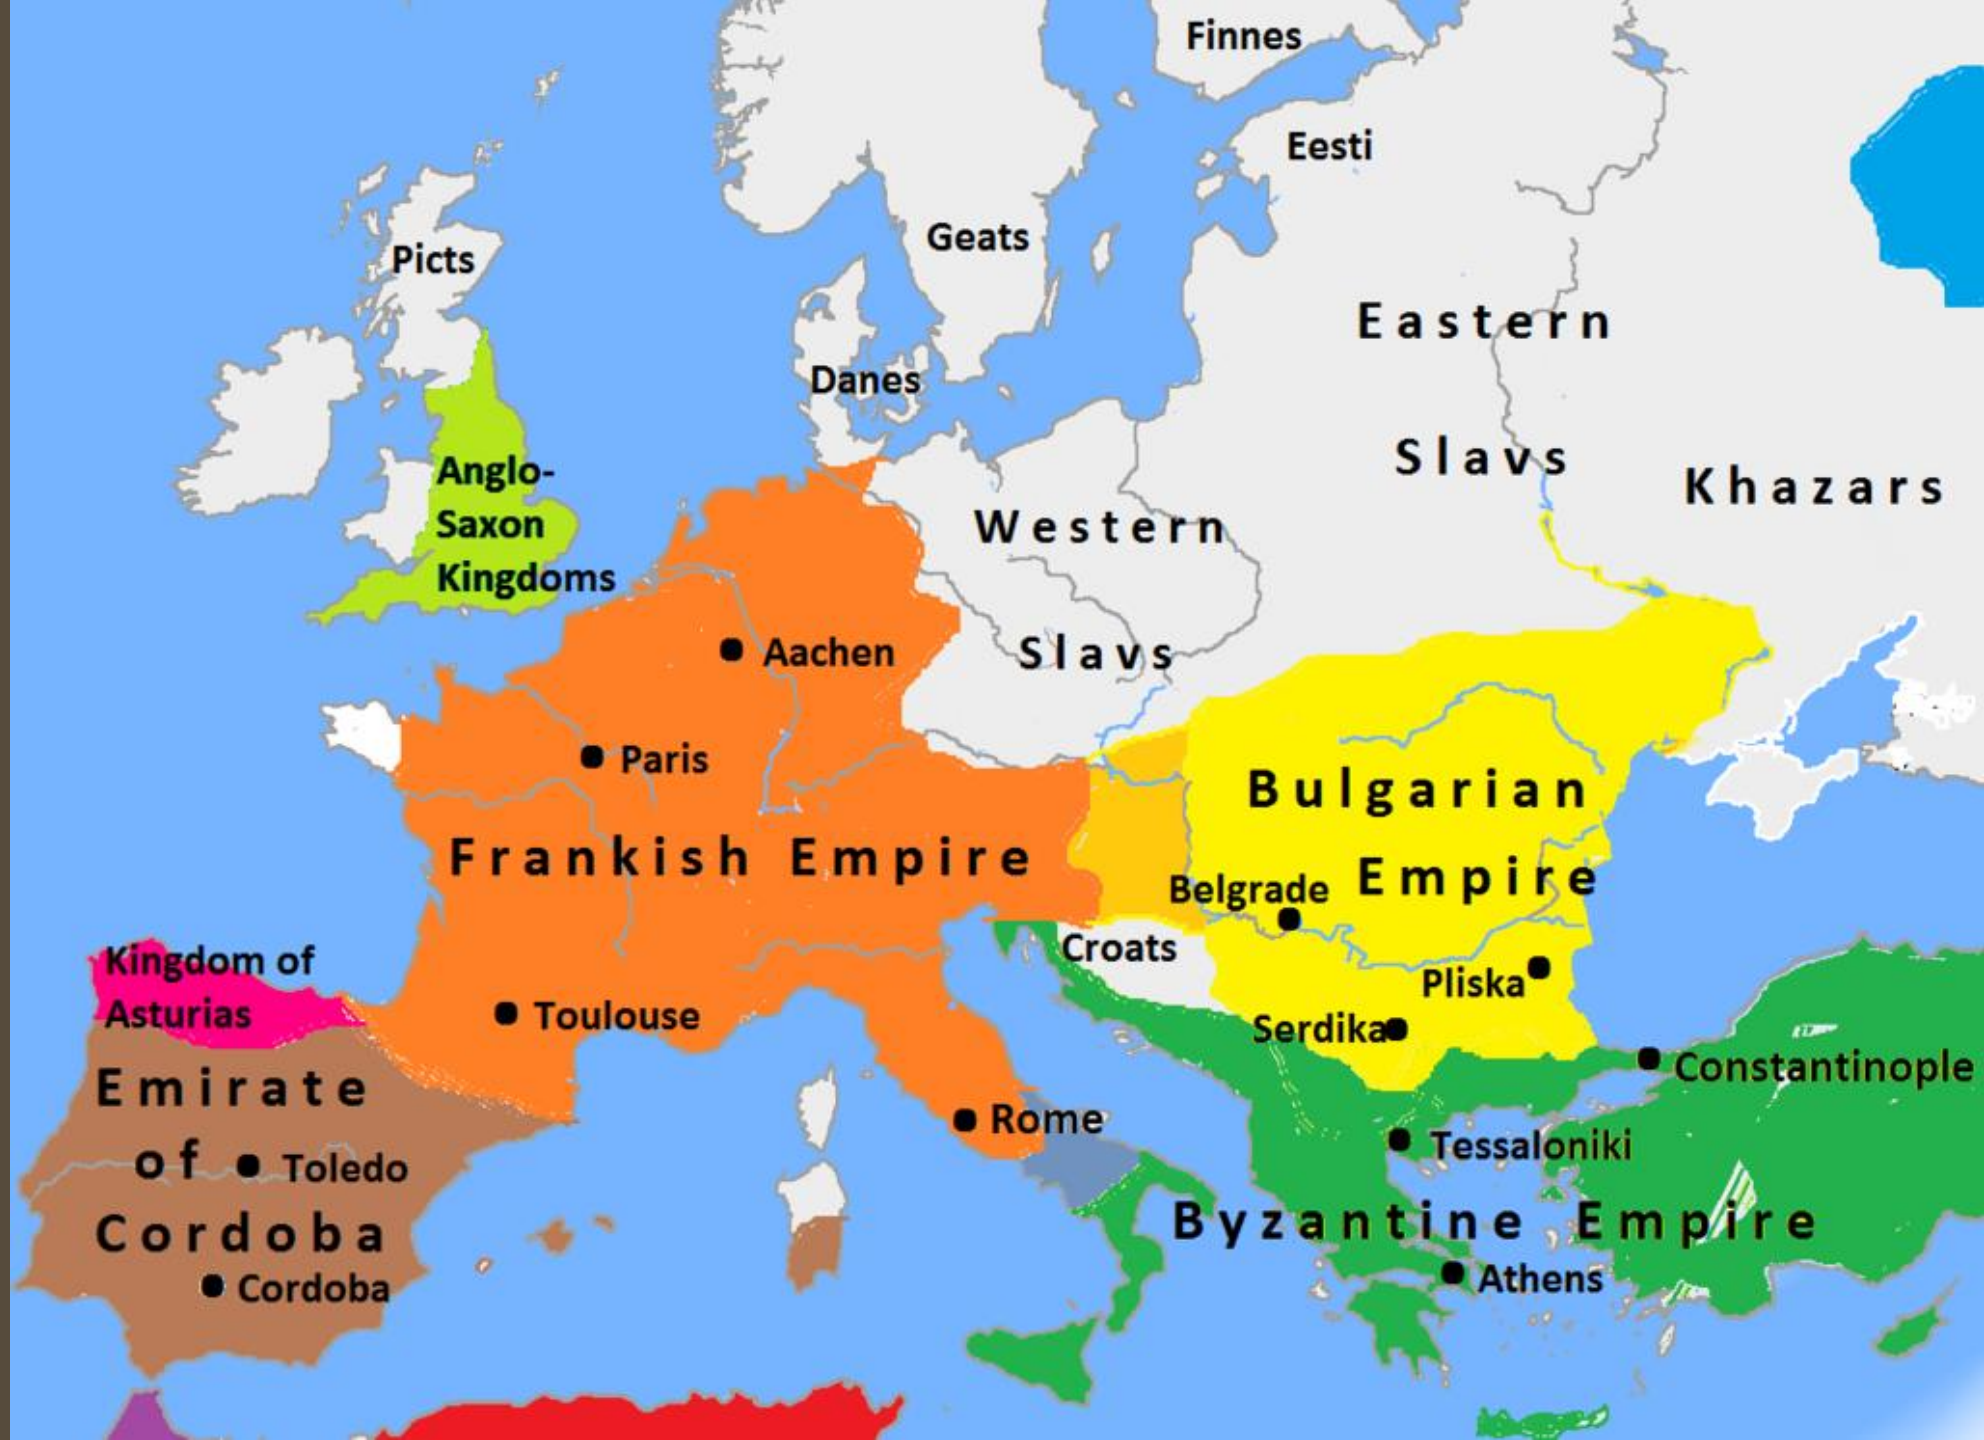 Finnes
Eesti
Picts
Geats
Eastern
Slavs
Danes
Khazars
Anglo-
Saxon
Kingdoms
Western
Slavs
Aachen
Paris
Bulgarian
Empire
Frankish Empire
Belgrade
Croats
Kingdom of
Asturias
Pliska
Toulouse
Serdika
Constantinople
Emirate
of
Cordoba
Rome
Tessaloniki
Toledo
Byzantine Empire
Cordoba
Athens